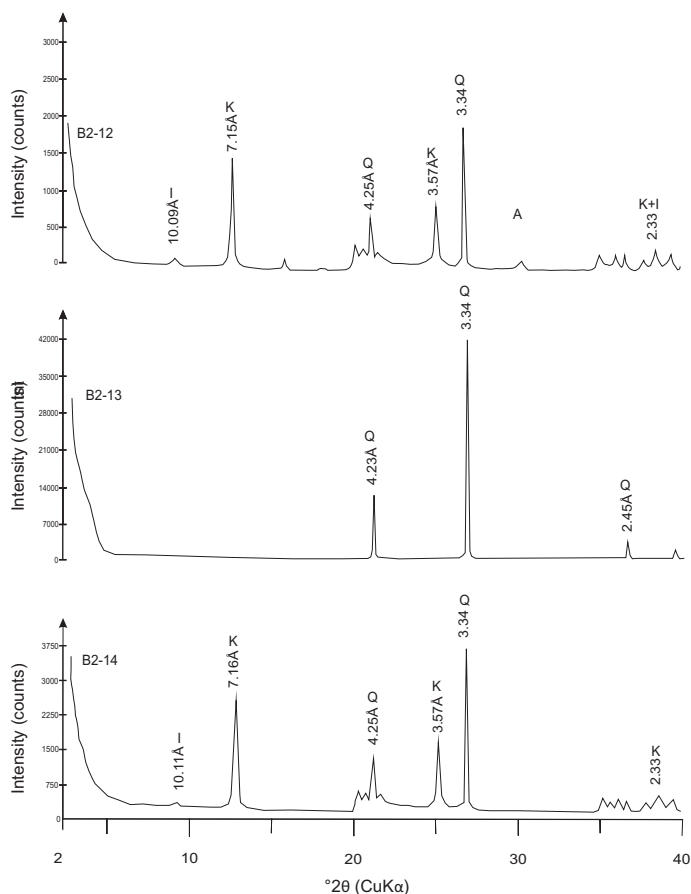 Intensity (counts)
3000
2500
2000
1500
1000
500
0
B2-12
10.09Å I
7.15Å K
4.25Å Q
3.57Å K
3.34 Q
A
K+I
2.33
Intensity (counts)
42000
35000
28000
21000
14000
7000
0
B2-13
4.23Å Q
3.34 Q
2.45Å Q
Intensity (counts)
3750
3000
2250
1500
750
0
B2-14
10.11Å I
7.16Å K
4.25Å Q
3.57Å K
3.34 Q
2.33 K
2 10 20 30 40
°2θ (CuKα)